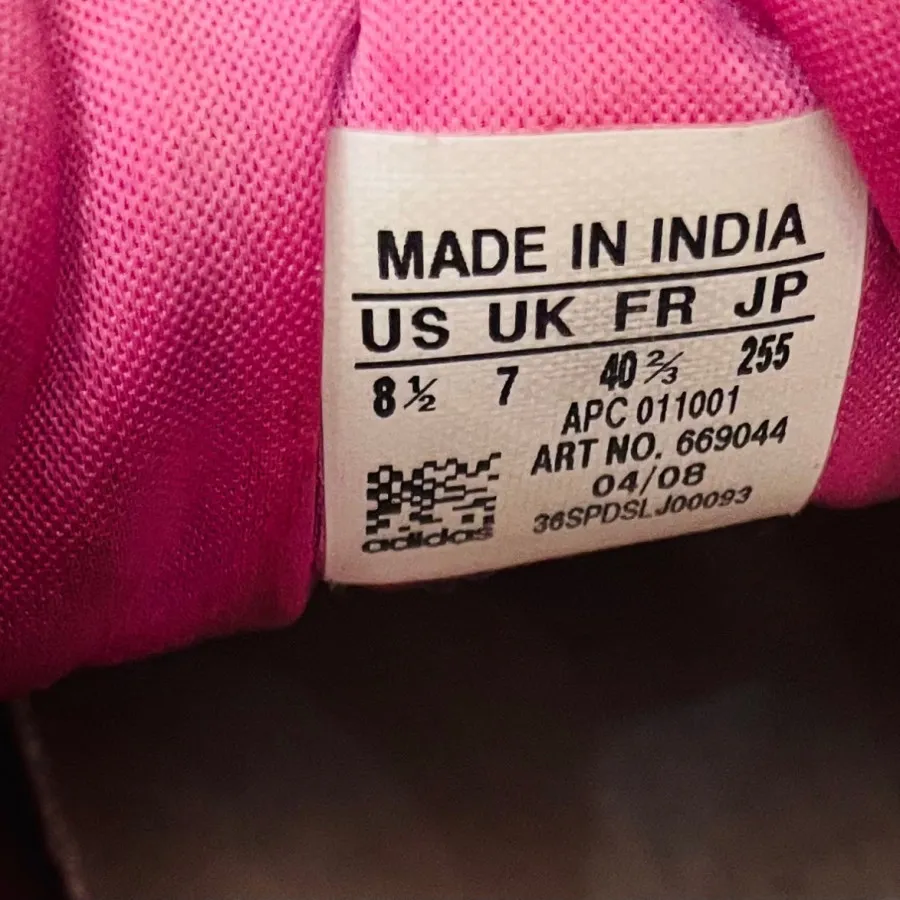 MADE IN INDIA
US UK FR JP
8½ 7 40⅔ 255
APC 011001
ART NO. 669044
04/08
36SPDSLJ00093
adidas